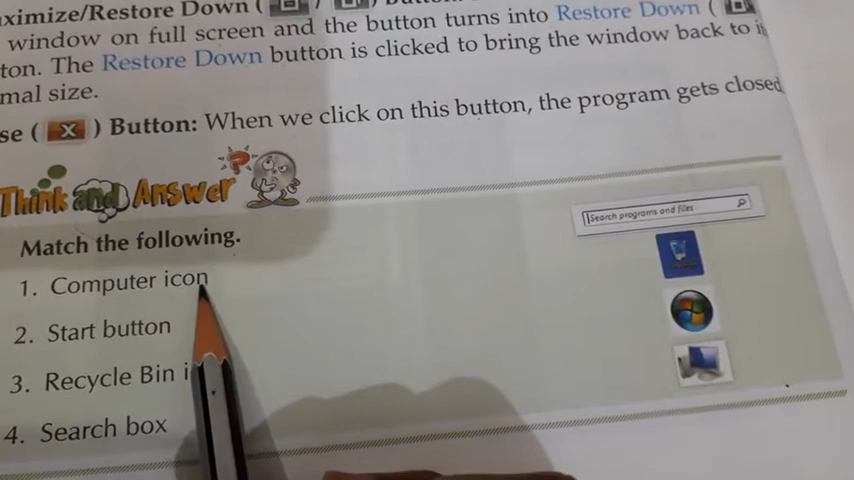 ximize/Restore Down ( / )
window on full screen and the button turns into Restore Down (
ton. The Restore Down button is clicked to bring the window back to i
mal size.
se ( X ) Button: When we click on this button, the program gets closed
Think and Answer ?
Match the following.
Search programs and files
1. Computer icon
2. Start button
3. Recycle Bin i
4. Search box